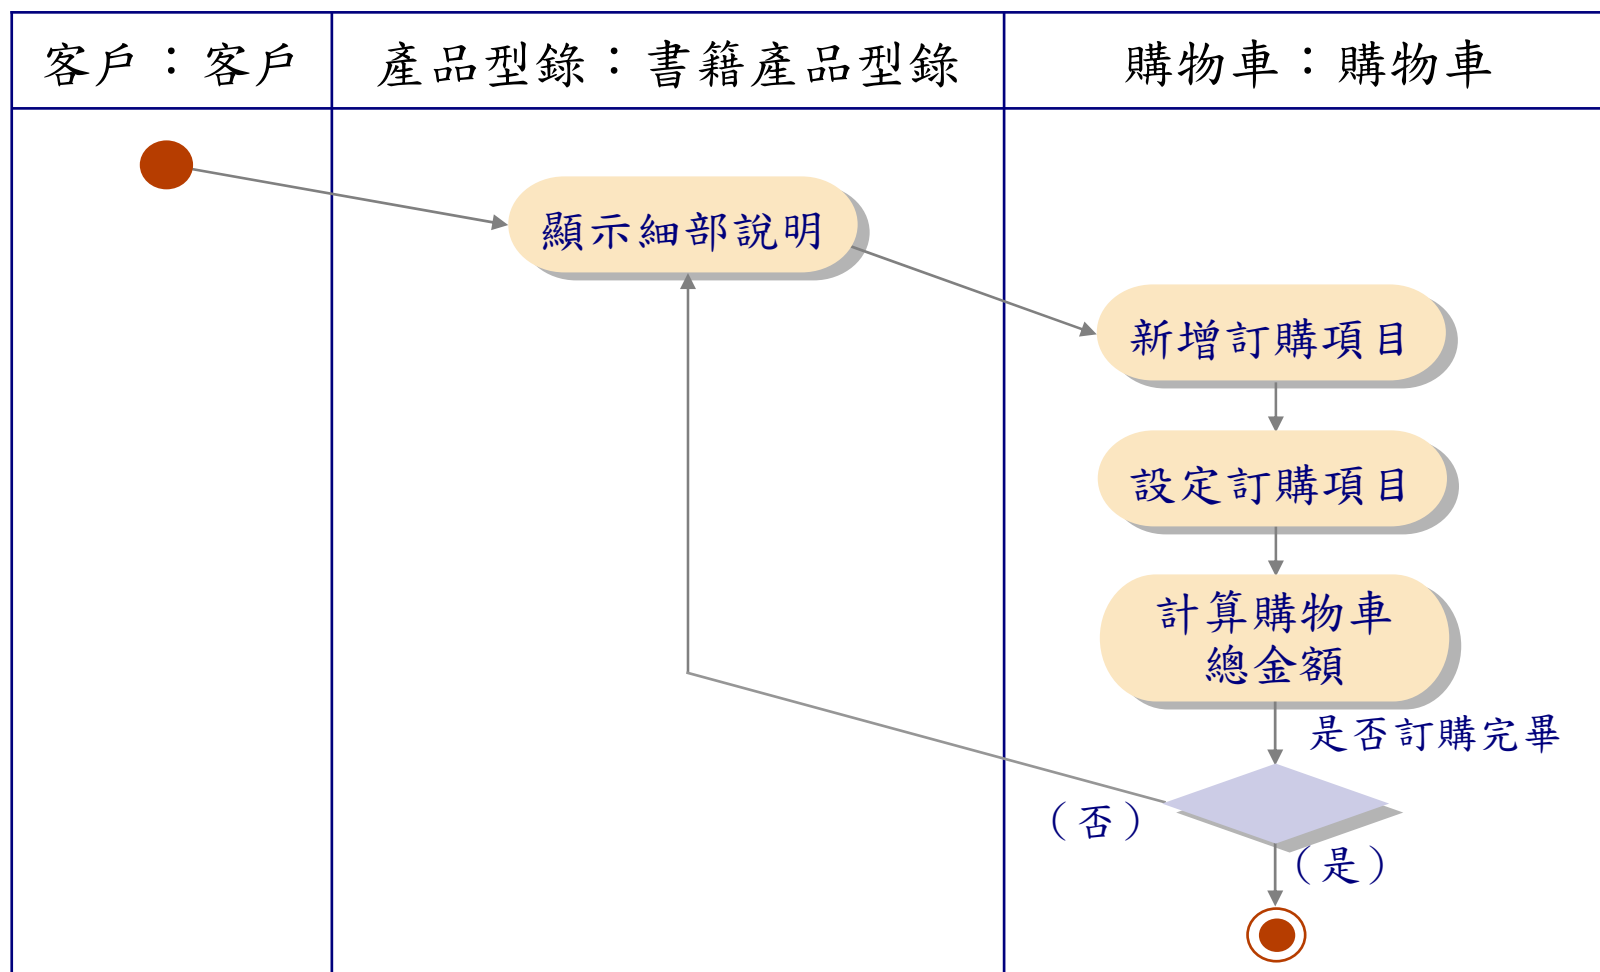 客戶：客戶
產品型錄：書籍產品型錄
購物車：購物車
顯示細部說明
新增訂購項目
設定訂購項目
計算購物車
總金額
是否訂購完畢
（否）
（是）